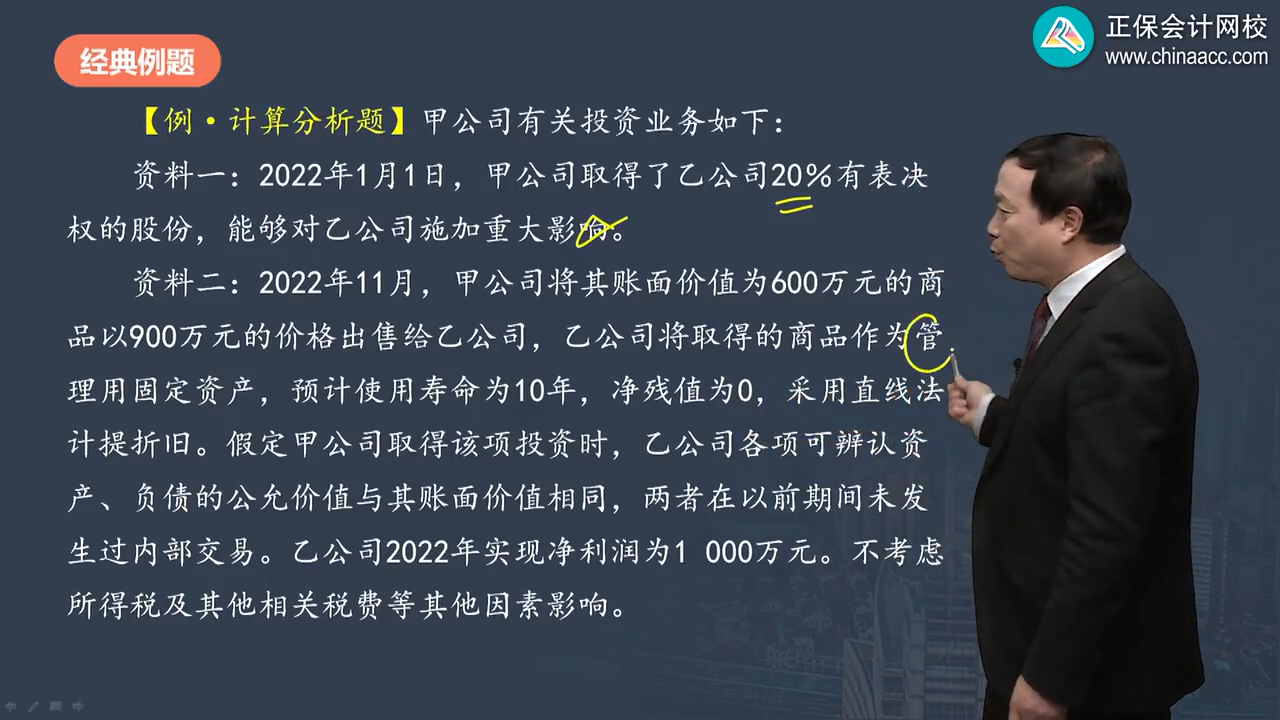 正保会计网校
www.chinaacc.com
经典例题
【例·计算分析题】甲公司有关投资业务如下：
资料一：2022年1月1日，甲公司取得了乙公司20%有表决
权的股份，能够对乙公司施加重大影响。
资料二：2022年11月，甲公司将其账面价值为600万元的商
品以900万元的价格出售给乙公司，乙公司将取得的商品作为管
理用固定资产，预计使用寿命为10年，净残值为0，采用直线法
计提折旧。假定甲公司取得该项投资时，乙公司各项可辨认资
产、负债的公允价值与其账面价值相同，两者在以前期间未发
生过内部交易。乙公司2022年实现净利润为1 000万元。不考虑
所得税及其他相关税费等其他因素影响。